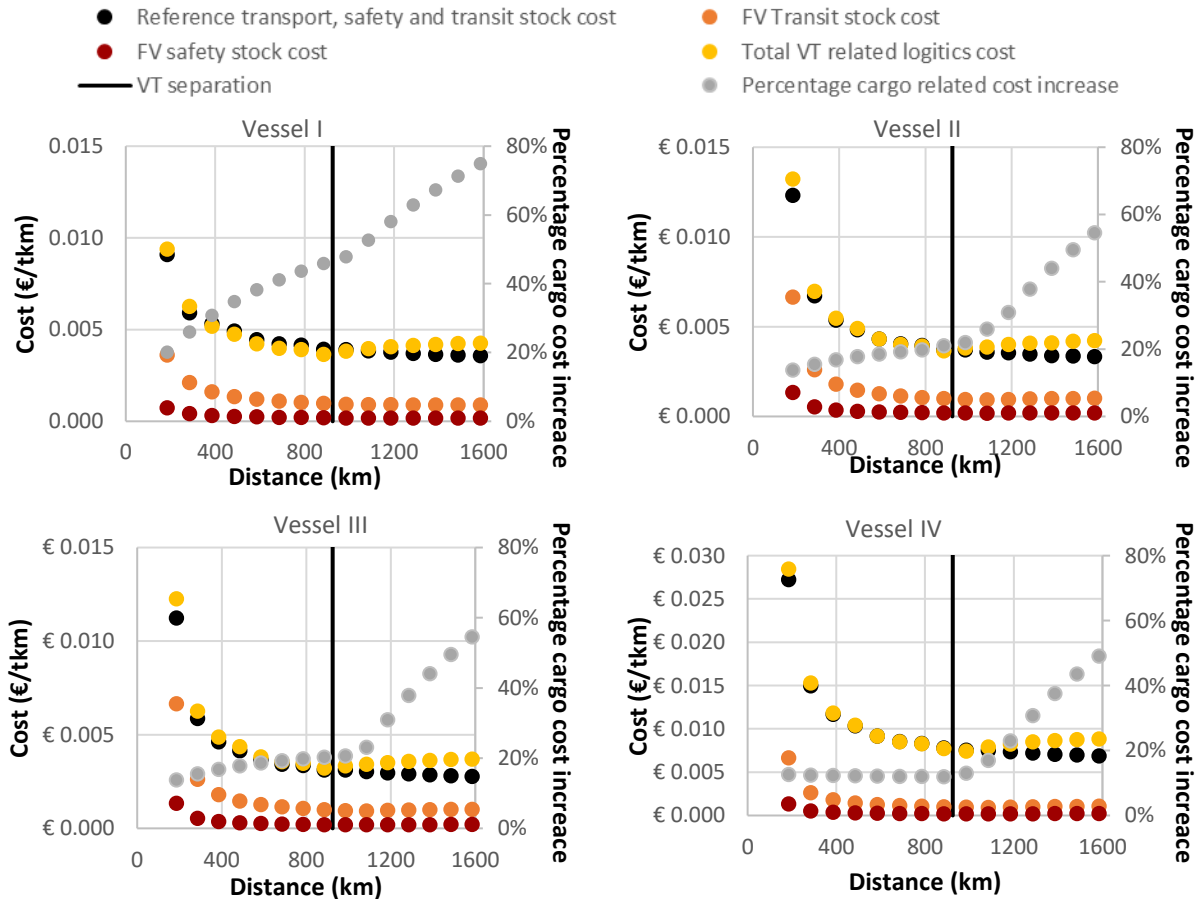 Reference transport, safety and transit stock cost
FV Transit stock cost
FV safety stock cost
Total VT related logitics cost
VT separation
Percentage cargo related cost increase
Vessel I
Cost (€/tkm)
0.015
0.010
0.005
0.000
80%
60%
40%
20%
0%
0 400 800 1200 1600
Distance (km)
Percentage cargo cost increace
Vessel II
Cost (€/tkm)
€ 0.015
€ 0.010
€ 0.005
€ 0.000
80%
60%
40%
20%
0%
0 400 800 1200 1600
Distance (km)
Percentage cargo cost increace
Vessel III
Cost (€/tkm)
€ 0.015
€ 0.010
€ 0.005
€ 0.000
80%
60%
40%
20%
0%
0 400 800 1200 1600
Distance (km)
Percentage cargo cost increace
Vessel IV
Cost (€/tkm)
€ 0.030
€ 0.025
€ 0.020
€ 0.015
€ 0.010
€ 0.005
€ 0.000
80%
60%
40%
20%
0%
0 400 800 1200 1600
Distance (km)
Percentage cargo cost increace